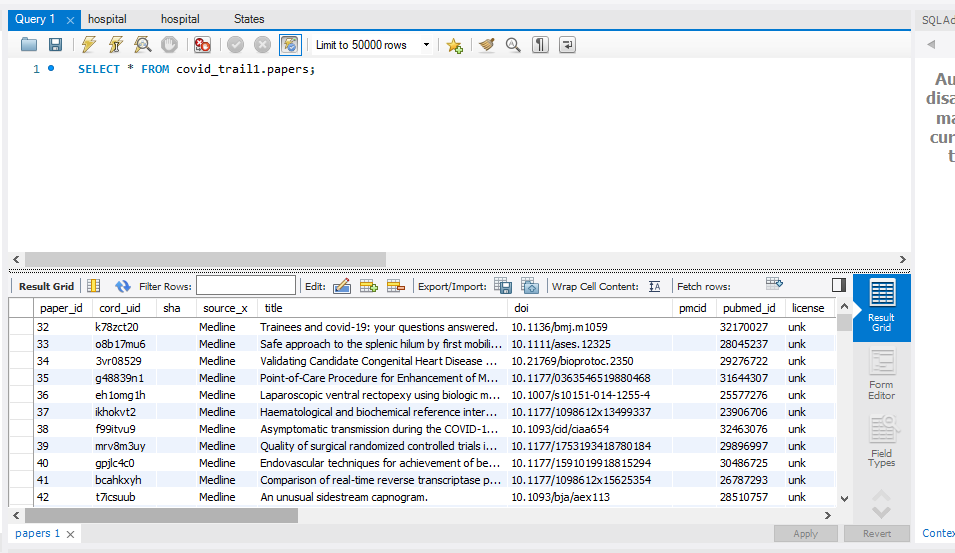 Query 1 hospital hospital States SQLAd
Limit to 50000 rows
1 SELECT * FROM covid_trail1.papers;
Au
disa
ma
cur
t
Result Grid Filter Rows: Edit: Export/Import: Wrap Cell Content: IA Fetch rows:
paper_id cord_uid sha source_x title doi pmcid pubmed_id license
32 k78zct20 Medline Trainees and covid-19: your questions answered. 10.1136/bmj.m1059 32170027 unk
33 o8b17mu6 Medline Safe approach to the splenic hilum by first mobili... 10.1111/ases.12325 28045237 unk
34 3vr08529 Medline Validating Candidate Congenital Heart Disease ... 10.21769/bioprotoc.2350 29276722 unk
35 g48839n1 Medline Point-of-Care Procedure for Enhancement of M... 10.1177/0363546519880468 31644307 unk
36 eh1omg1h Medline Laparoscopic ventral rectopexy using biologic m... 10.1007/s10151-014-1255-4 25577276 unk
37 ikhokvt2 Medline Haematological and biochemical reference inter... 10.1177/1098612x13499337 23906706 unk
38 f99itvu9 Medline Asymptomatic transmission during the COVID-1... 10.1093/cid/ciaa654 32463076 unk
39 mrv8m3uy Medline Quality of surgical randomized controlled trials i... 10.1177/1753193418780184 29896997 unk
40 gpjlc4c0 Medline Endovascular techniques for achievement of be... 10.1177/1591019918815294 30486725 unk
41 bcahkxyh Medline Comparison of real-time reverse transcriptase p... 10.1177/1098612x15625354 26787293 unk
42 t7icsuub Medline An unusual sidestream capnogram. 10.1093/bja/aex113 28510757 unk
Result
Grid
Form
Editor
Field
Types
papers 1 Apply Revert Contex